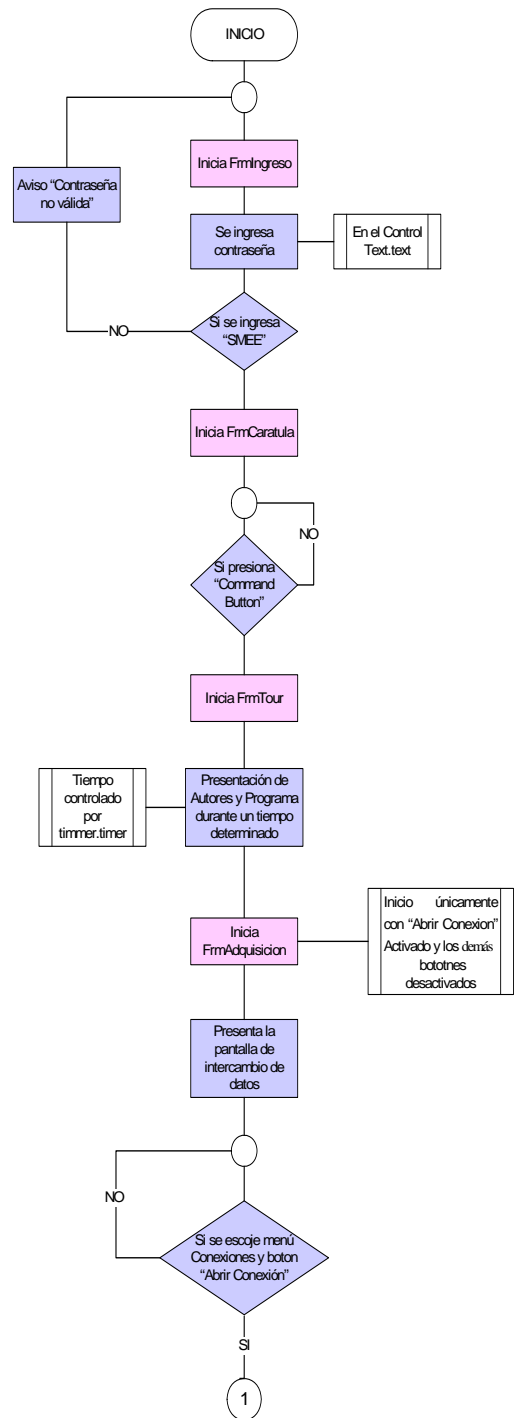 INICIO
Inicia FrmIngreso
Aviso “Contraseña
no válida”
Se ingresa
contraseña
En el Control
Text.text
Si se ingresa
“SMEE”
NO
Inicia FrmCaratula
NO
Si presiona
“Command
Button”
Inicia FrmTour
Tiempo
controlado
por
timmer.timer
Presentación de
Autores y Programa
durante un tiempo
determinado
Inicia
FrmAdquisicion
Inicio únicamente
con “Abrir Conexion”
Activado y los demás
bototnes
desactivados
Presenta la
pantalla de
intercambio de
datos
NO
Si se escoje menú
Conexiones y boton
“Abrir Conexión”
SI
1